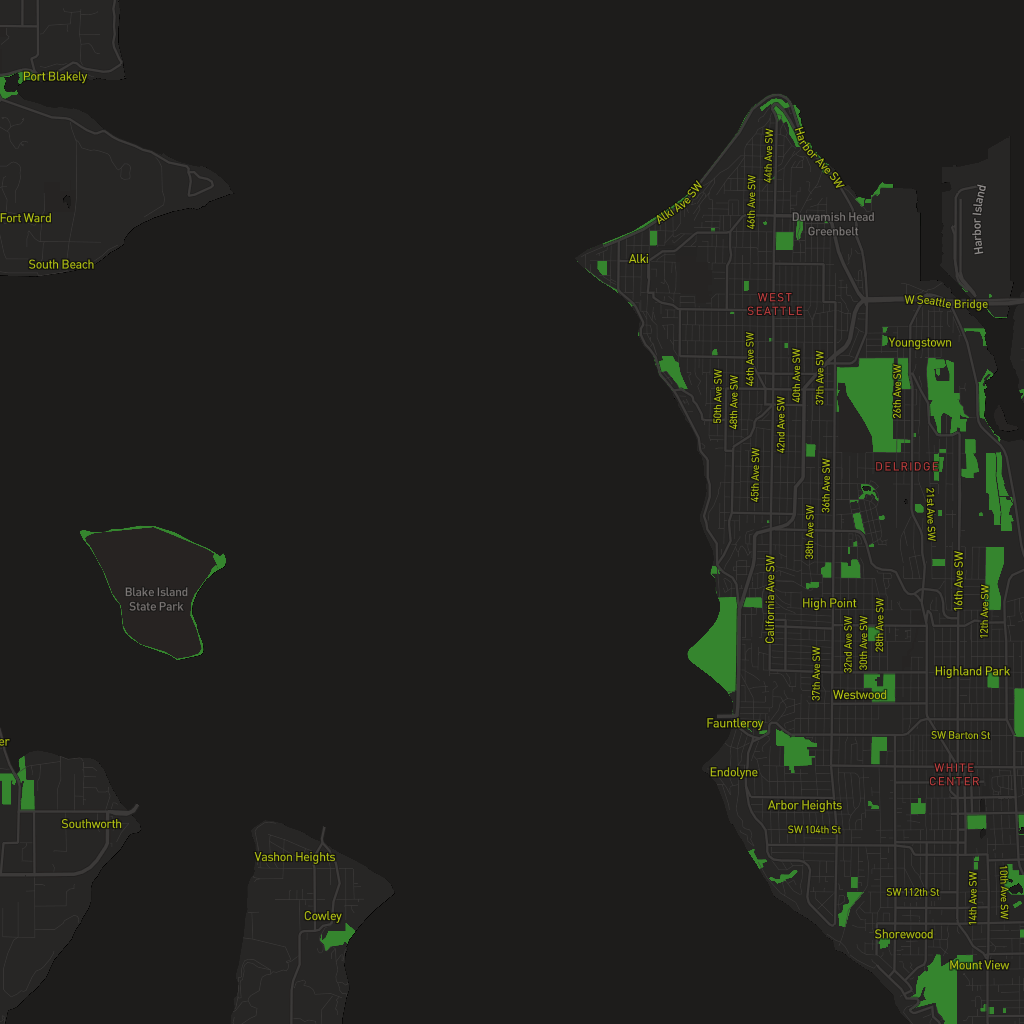 Port Blakely
Harbor Ave SW
44th Ave SW
46th Ave SW
Alki Ave SW
Fort Ward
Duwamish Head
Greenbelt
Harbor Island
South Beach
Alki
WEST
SEATTLE
W Seattle Bridge
Youngstown
46th Ave SW
40th Ave SW
37th Ave SW
26th Ave SW
50th Ave SW
48th Ave SW
42nd Ave SW
DELRIDGE
45th Ave SW
36th Ave SW
21st Ave SW
38th Ave SW
16th Ave SW
Blake Island
State Park
California Ave SW
High Point
12th Ave SW
28th Ave SW
32nd Ave SW
30th Ave SW
37th Ave SW
Highland Park
Westwood
Fauntleroy
SW Barton St
er
Endolyne
WHITE
CENTER
Arbor Heights
Southworth
SW 104th St
Vashon Heights
SW 112th St
14th Ave SW
10th Ave SW
Cowley
Shorewood
Mount View